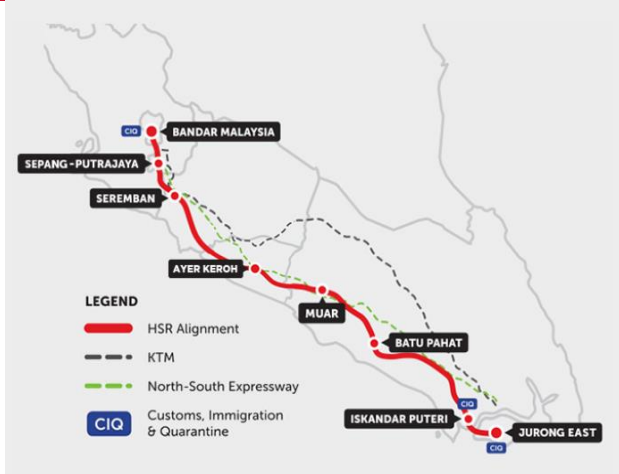 CIQ
BANDAR MALAYSIA
SEPANG-PUTRAJAYA
SEREMBAN
AYER KEROH
MUAR
BATU PAHAT
CIQ
ISKANDAR PUTERI
JURONG EAST
CIQ
LEGEND
HSR Alignment
KTM
North-South Expressway
CIQ
Customs, Immigration
& Quarantine